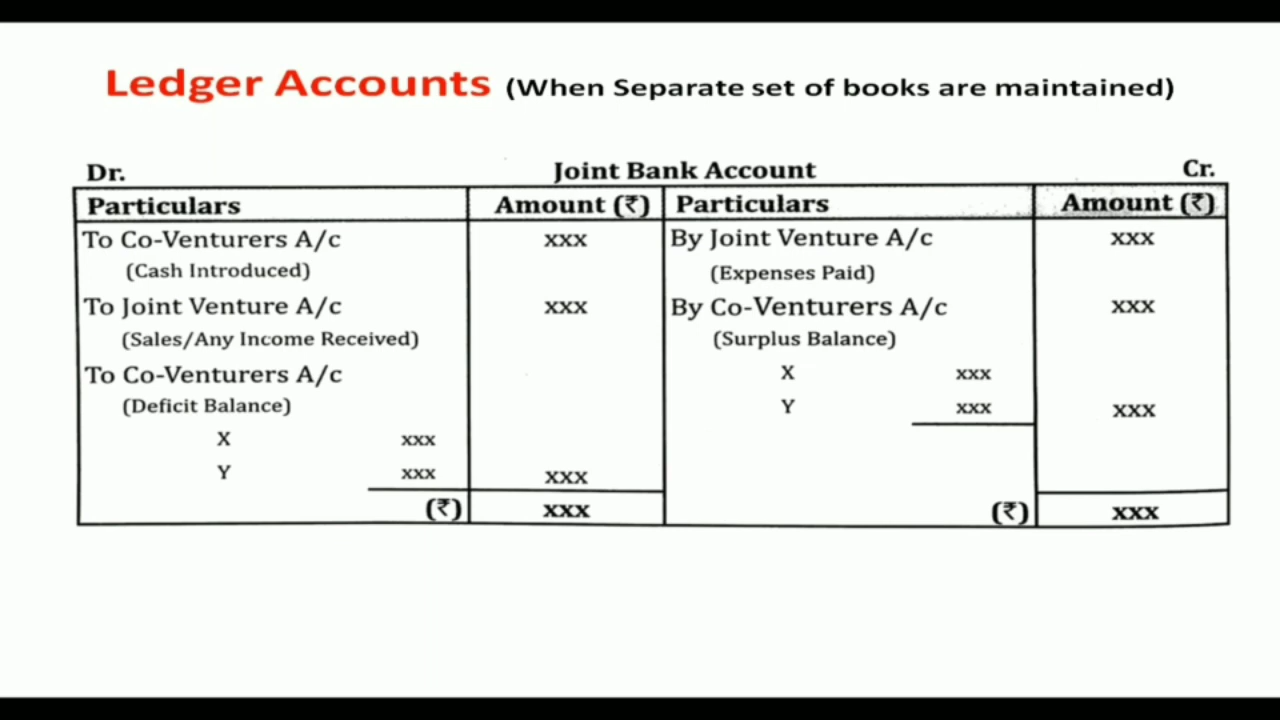 Ledger Accounts (When Separate set of books are maintained)
Dr. Joint Bank Account Cr.
Particulars Amount (₹) Particulars Amount (₹)
To Co-Venturers A/c xxx By Joint Venture A/c xxx
(Cash Introduced) (Expenses Paid)
To Joint Venture A/c xxx By Co-Venturers A/c xxx
(Sales/Any Income Received) (Surplus Balance)
To Co-Venturers A/c X xxx
(Deficit Balance) Y xxx xxx
X xxx
Y xxx xxx
(₹) xxx (₹) xxx